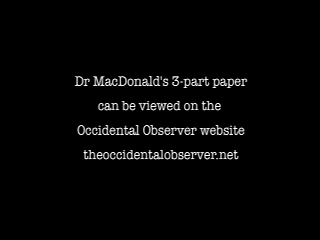 Dr MacDonald's 3-part paper
can be viewed on the
Occidental Observer website
theoccidentalobserver.net